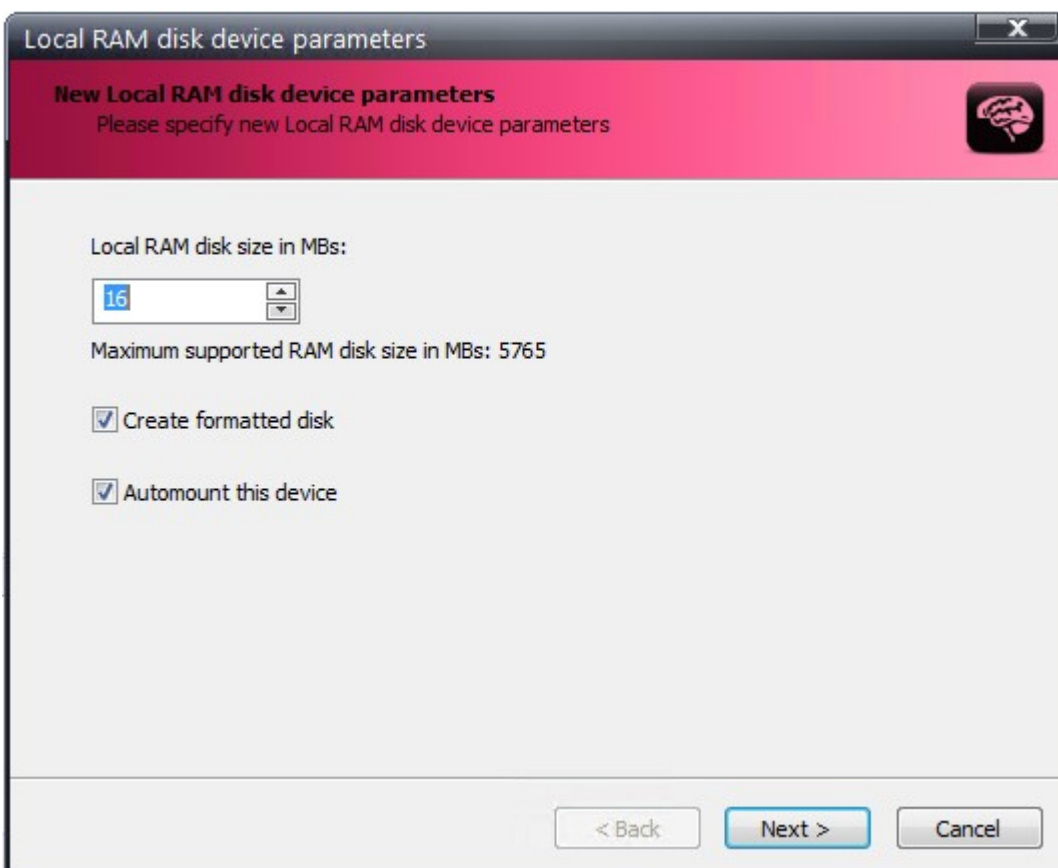 Local RAM disk device parameters
X
New Local RAM disk device parameters
Please specify new Local RAM disk device parameters
Local RAM disk size in MBs:
16
Maximum supported RAM disk size in MBs: 5765
Create formatted disk
Automount this device
< Back
Next >
Cancel